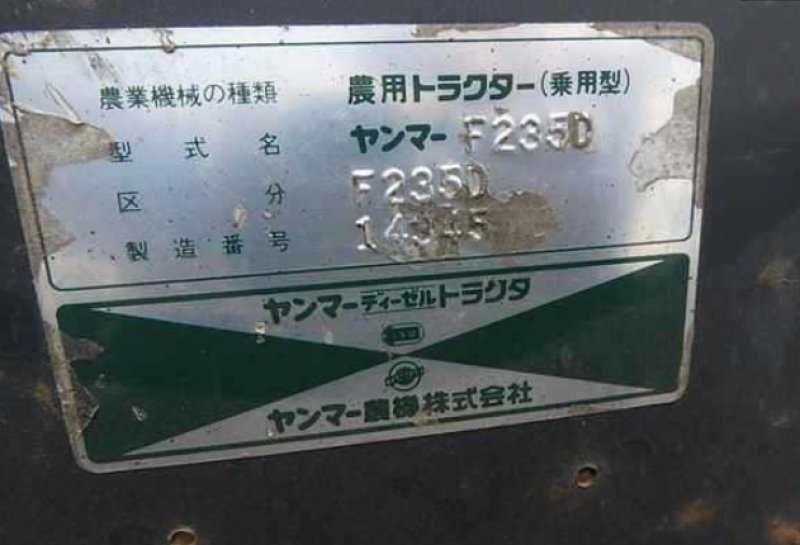 農業機械の種類 農用トラクター(乗用型)
型式名 ヤンマー F235D
区分 F235D
製造番号
ヤンマーディーゼルトラクタ
ヤンマー農機株式会社